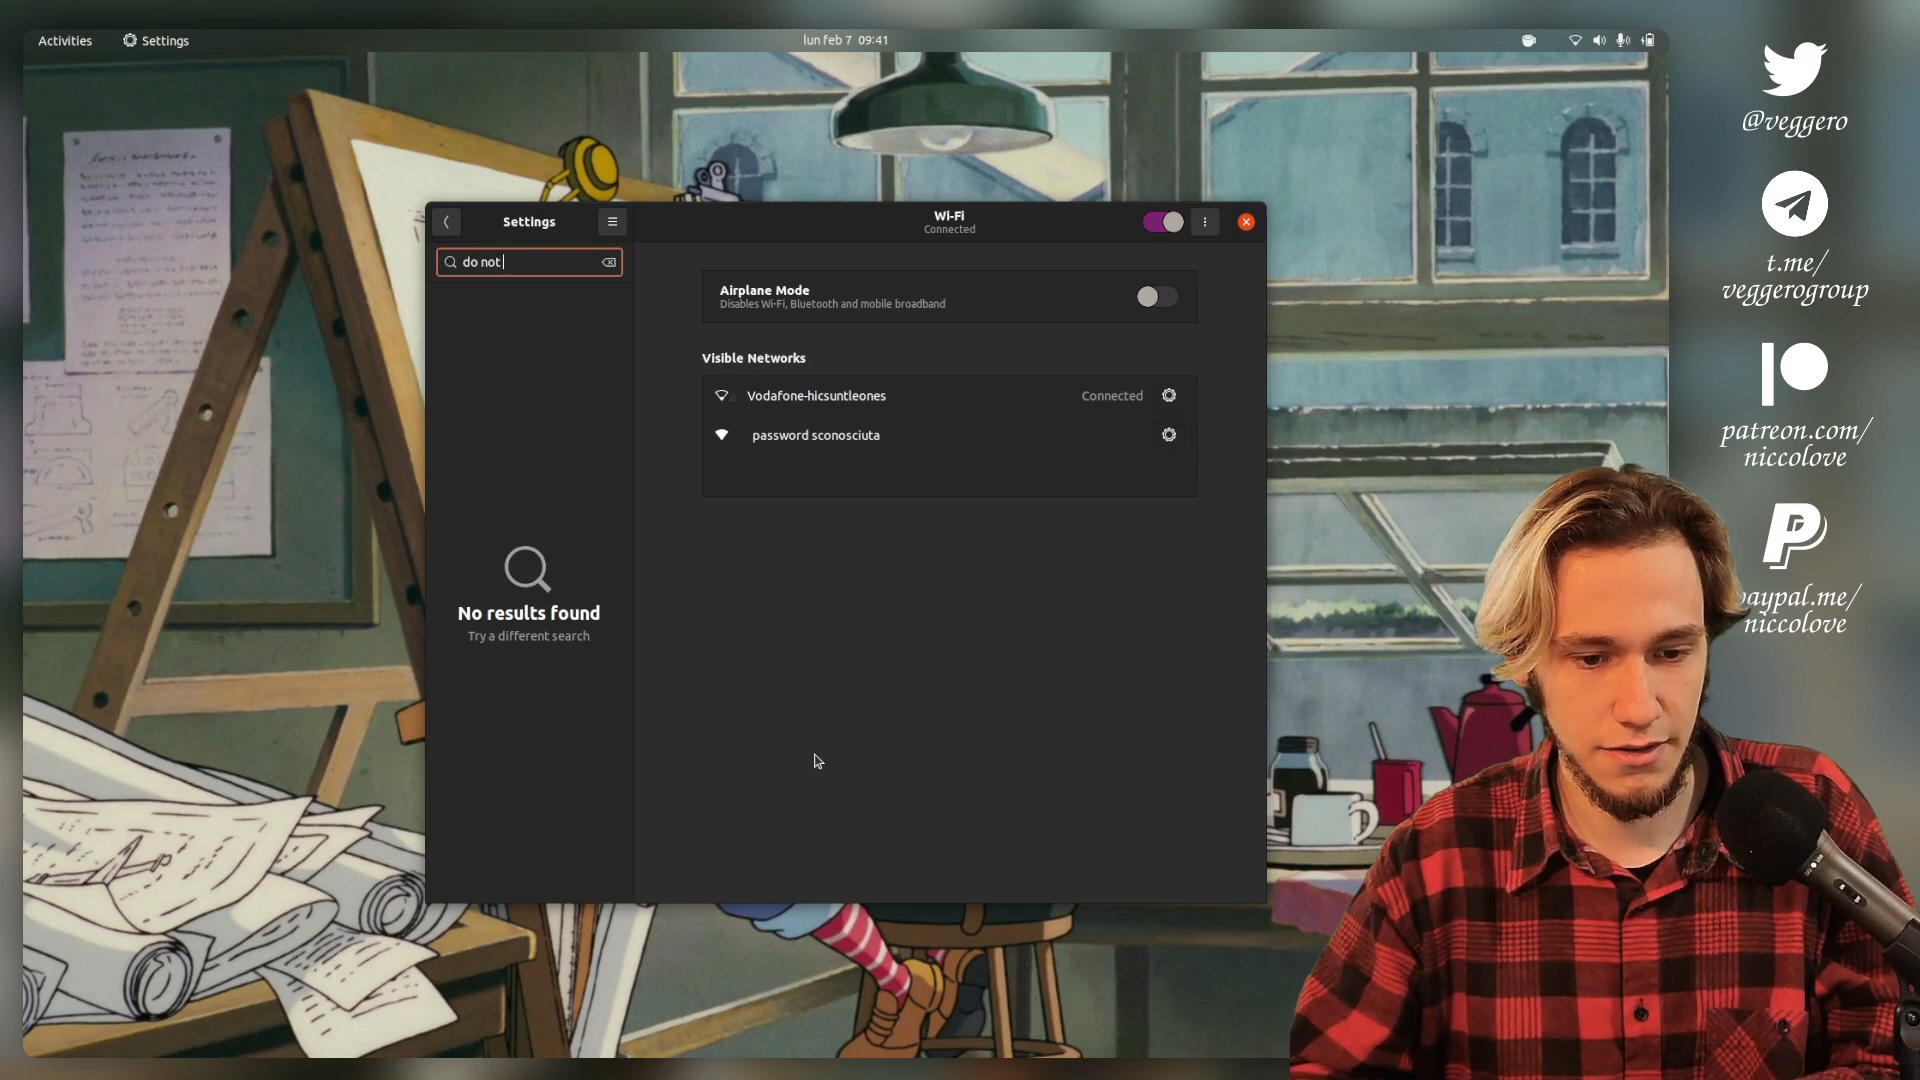 Activities
Settings
lun feb 7 09:41
Settings
Wi-Fi
Connected
do not
Airplane Mode
Disables Wi-Fi, Bluetooth and mobile broadband
Visible Networks
Vodafone-hicsuntleones
Connected
password sconosciuta
No results found
Try a different search
@veggero
t.me/
veggerogroup
patreon.com/
niccolove
paypal.me/
niccolove